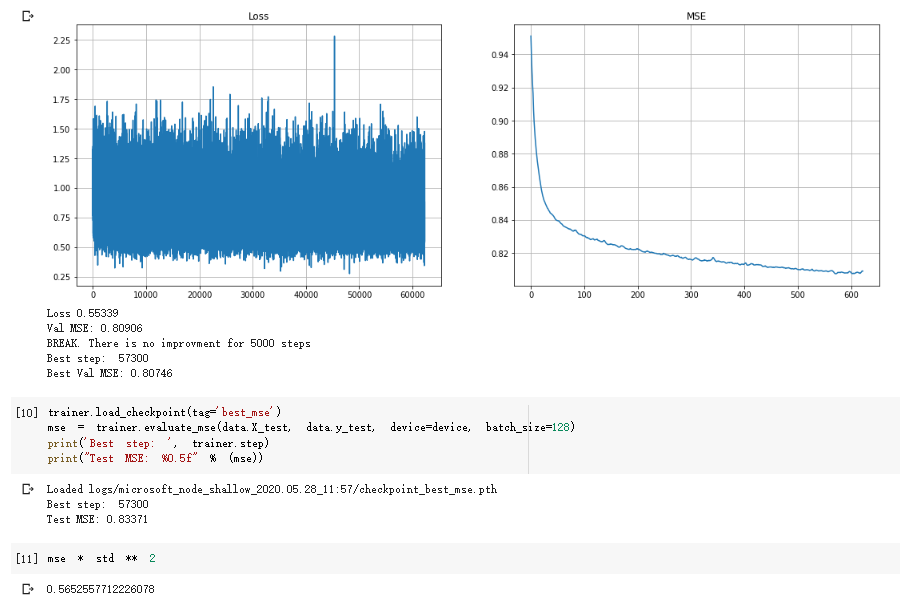 Loss
MSE
2.25
2.00
1.75
1.50
1.25
1.00
0.75
0.50
0.25
0 10000 20000 30000 40000 50000 60000
0.94
0.92
0.90
0.88
0.86
0.84
0.82
0 100 200 300 400 500 600
Loss 0.55339
Val MSE: 0.80906
BREAK. There is no improvment for 5000 steps
Best step:  57300
Best Val MSE: 0.80746
[10] trainer.load_checkpoint(tag='best_mse')
mse = trainer.evaluate_mse(data.X_test, data.y_test, device=device, batch_size=128)
print('Best step: ', trainer.step)
print("Test MSE: %0.5f" % (mse))
Loaded logs/microsoft_node_shallow_2020.05.28_11:57/checkpoint_best_mse.pth
Best step:  57300
Test MSE: 0.83371
[11] mse * std ** 2
0.5652557712226078